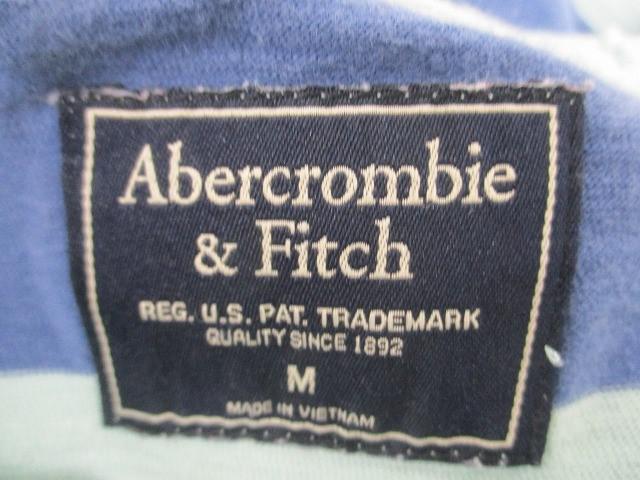 Abercrombie
& Fitch
REG. U.S. PAT. TRADEMARK
QUALITY SINCE 1892
M
MADE IN VIETNAM